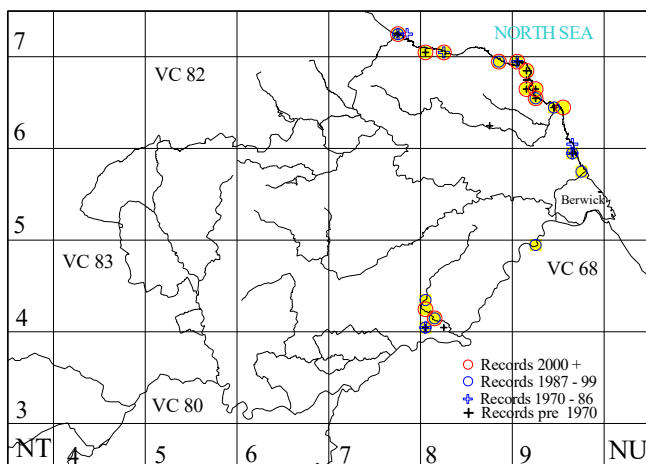 7
NORTH SEA
VC 82
6
Berwick
5
VC 83
VC 68
4
Records 2000 +
Records 1987 - 99
Records 1970 - 86
Records pre 1970
VC 80
3
NT 4 5 6 7 8 9 NU